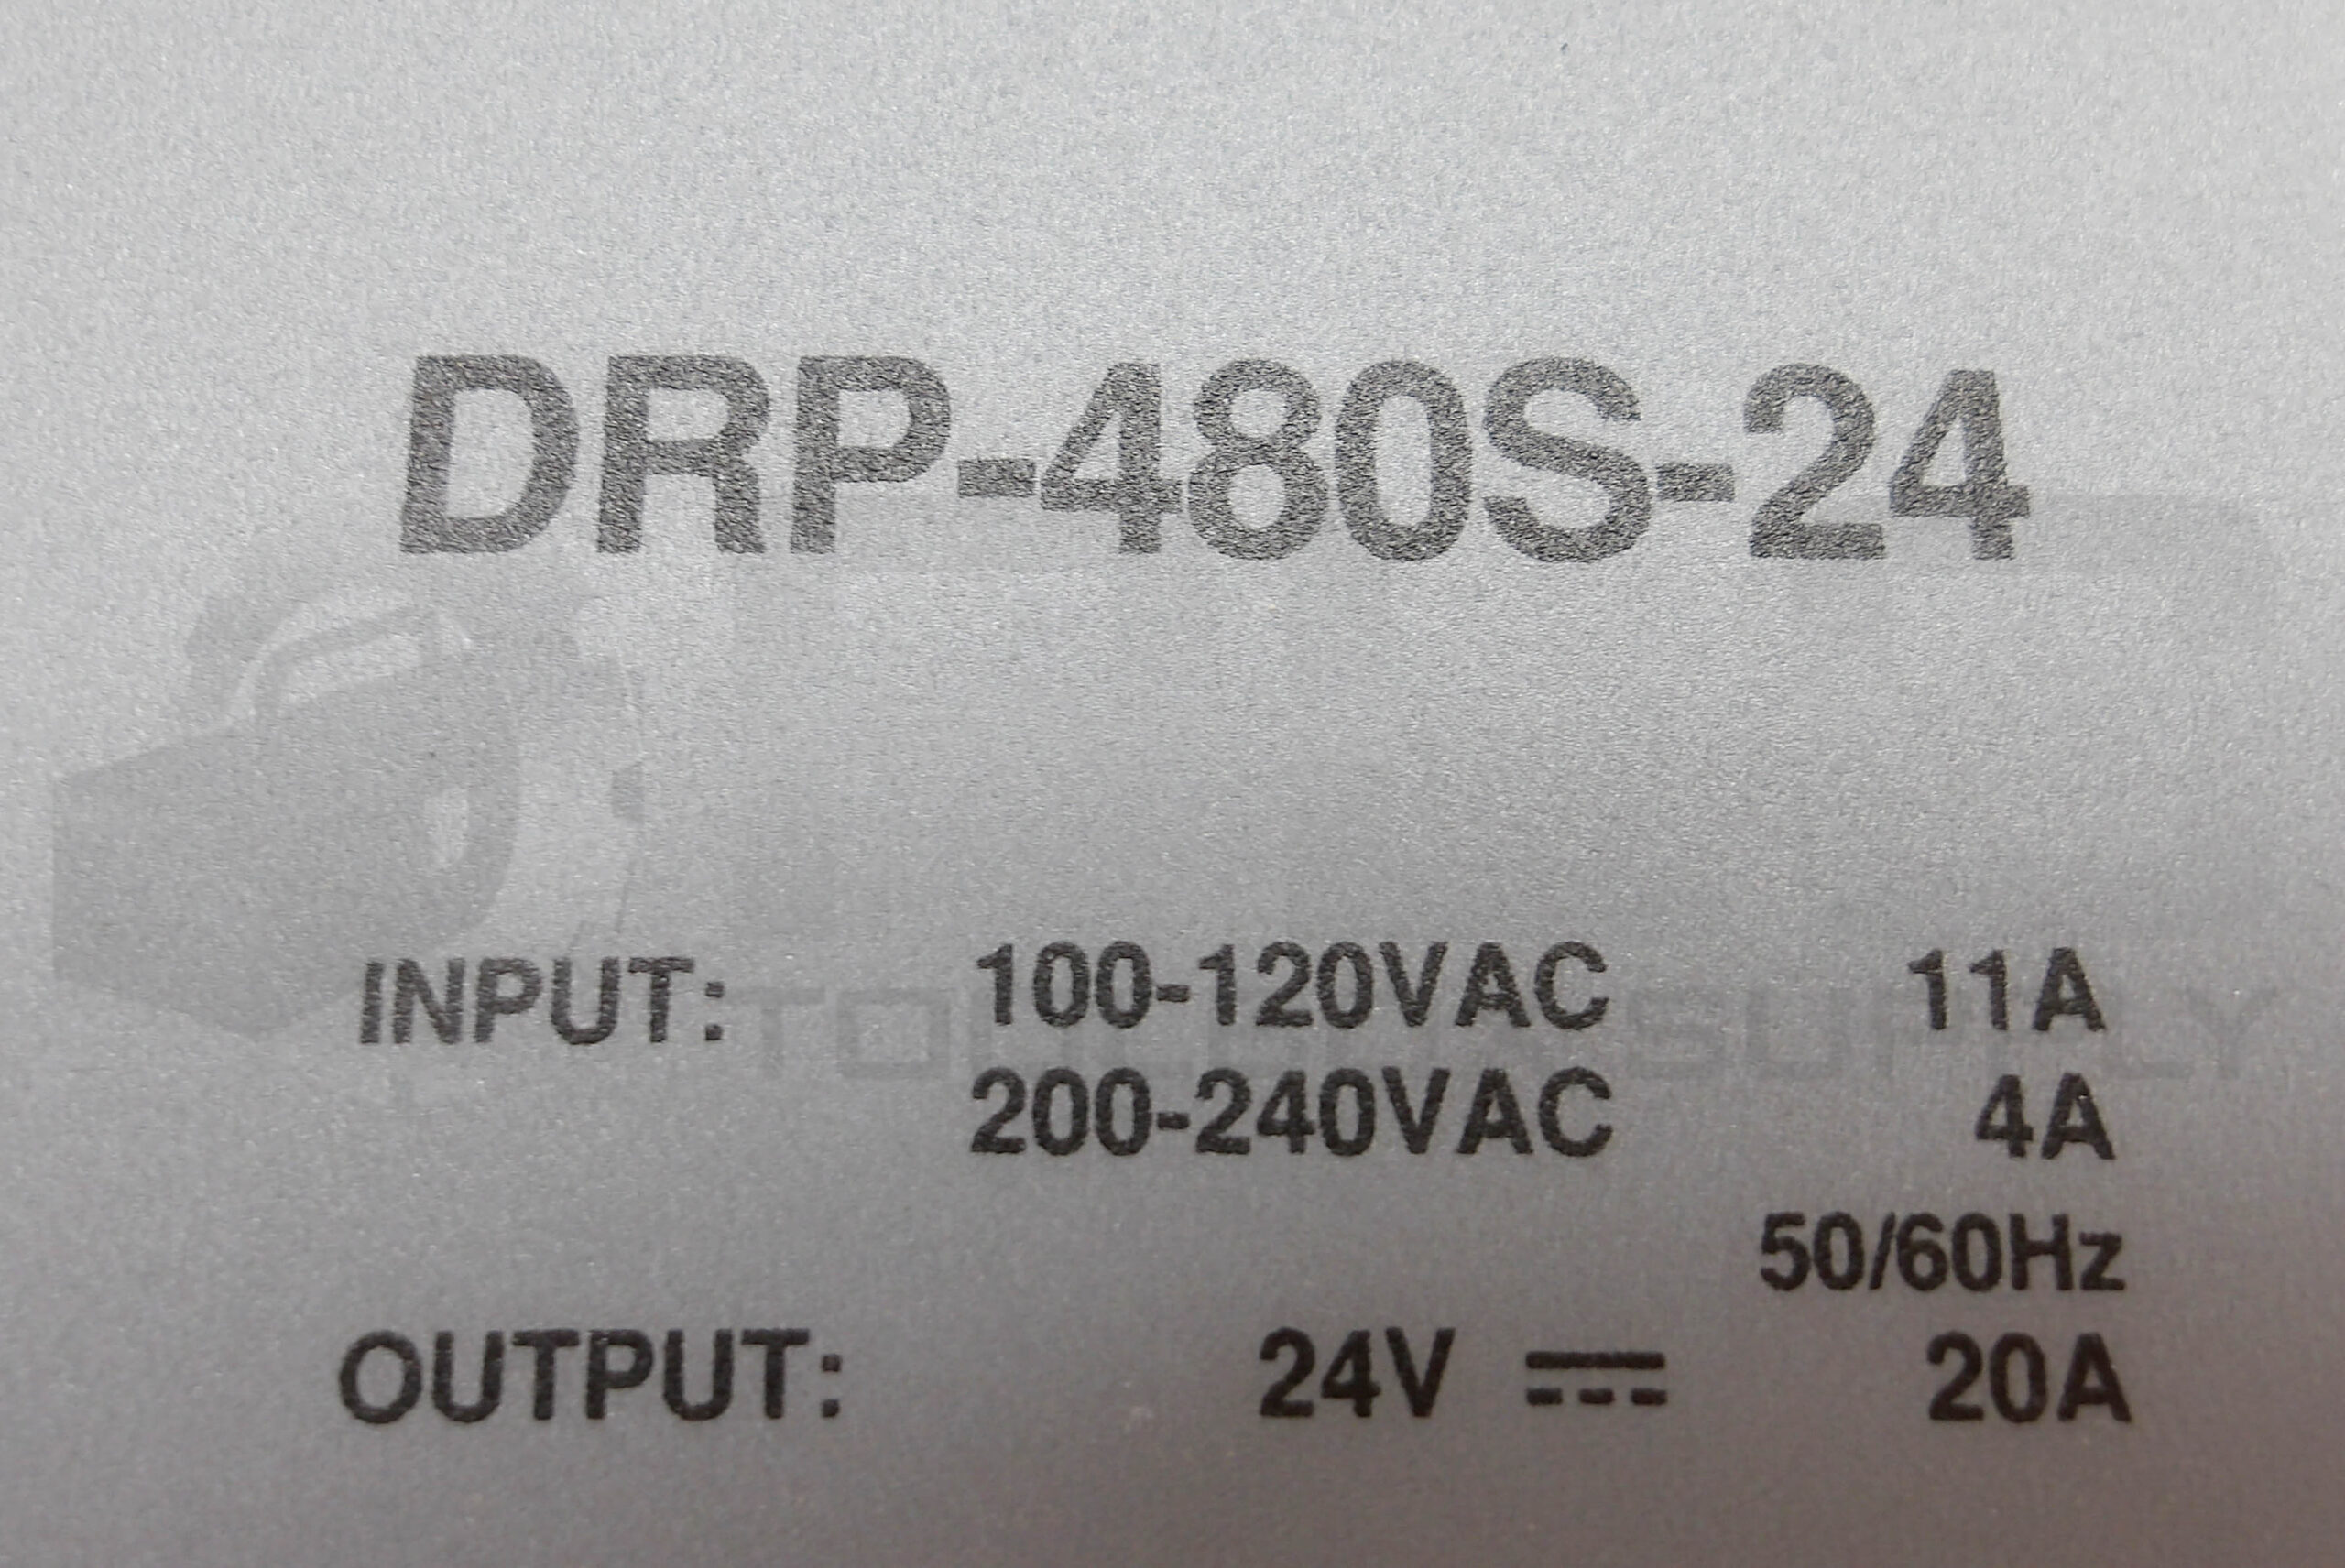 DRP-480S-24
INPUT: 100-120VAC 11A
200-240VAC 4A
50/60Hz
OUTPUT: 24V ⎓ 20A